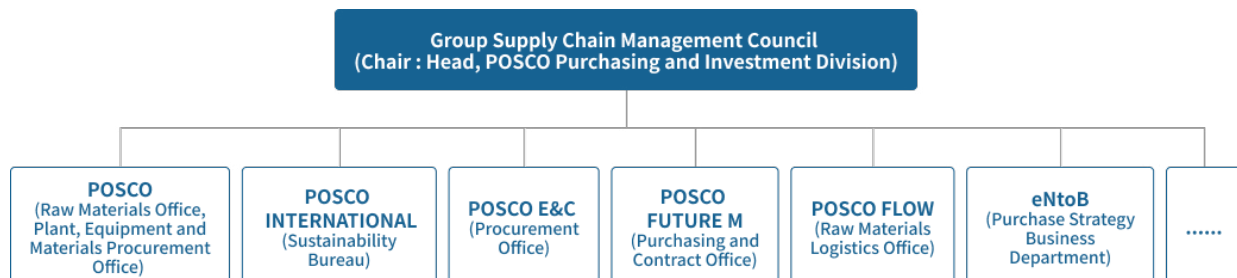 Group Supply Chain Management Council
(Chair : Head, POSCO Purchasing and Investment Division)
POSCO
(Raw Materials Office,
Plant, Equipment and
Materials Procurement
Office)
POSCO
INTERNATIONAL
(Sustainability
Bureau)
POSCO E&C
(Procurement
Office)
POSCO
FUTURE M
(Purchasing and
Contract Office)
POSCO FLOW
(Raw Materials
Logistics Office)
eNtoB
(Purchase Strategy
Business
Department)
......